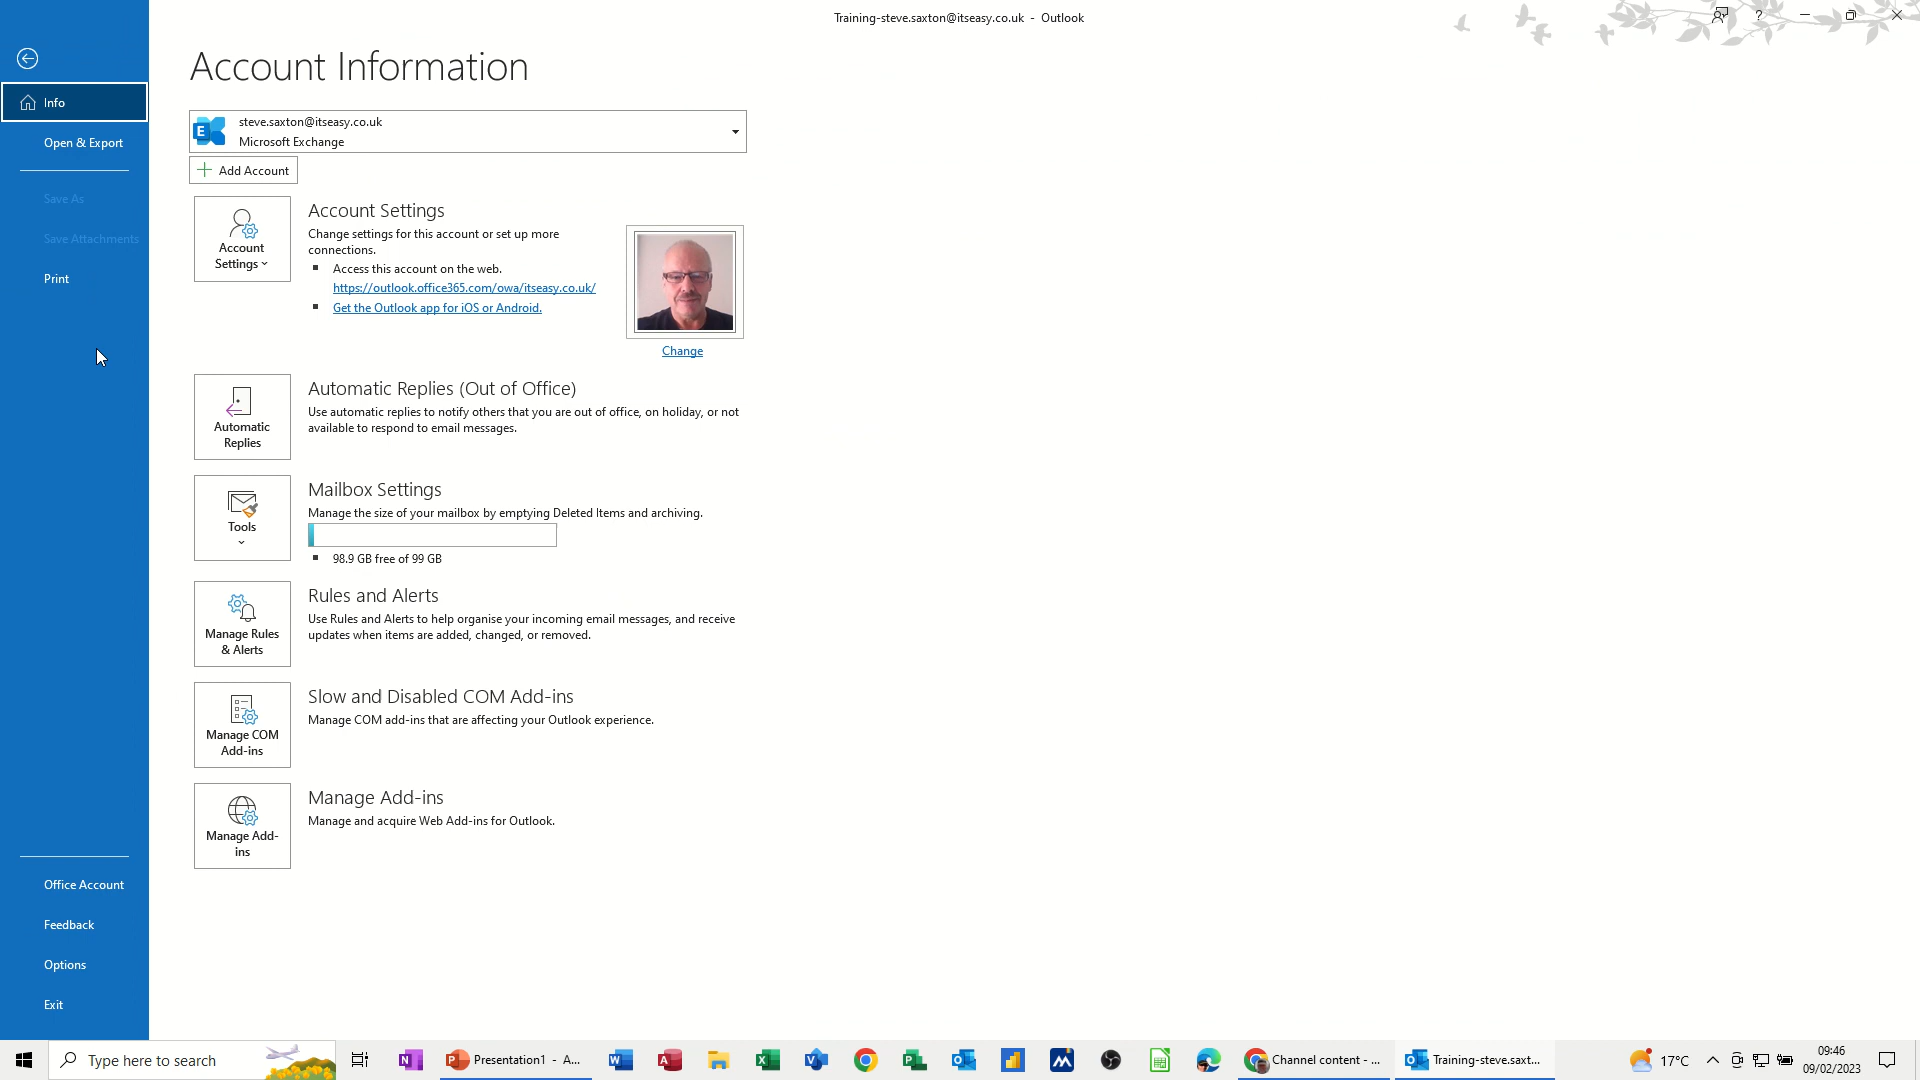 Training-steve.saxton@itseasy.co.uk - Outlook
?
Account Information
Info
Open & Export
Save As
Save Attachments
Print
Office Account
Feedback
Options
Exit
E
steve.saxton@itseasy.co.uk
Microsoft Exchange
Add Account
Account
Settings
Account Settings
Change settings for this account or set up more
connections.
Access this account on the web.
https://outlook.office365.com/owa/itseasy.co.uk/
Get the Outlook app for iOS or Android.
Change
Automatic
Replies
Automatic Replies (Out of Office)
Use automatic replies to notify others that you are out of office, on holiday, or not
available to respond to email messages.
Tools
Mailbox Settings
Manage the size of your mailbox by emptying Deleted Items and archiving.
98.9 GB free of 99 GB
Manage Rules
& Alerts
Rules and Alerts
Use Rules and Alerts to help organise your incoming email messages, and receive
updates when items are added, changed, or removed.
Manage COM
Add-ins
Slow and Disabled COM Add-ins
Manage COM add-ins that are affecting your Outlook experience.
Manage Add-
ins
Manage Add-ins
Manage and acquire Web Add-ins for Outlook.
Type here to search
Presentation1 - A...
Channel content - ...
Training-steve.saxt...
17°C
09:46
09/02/2023